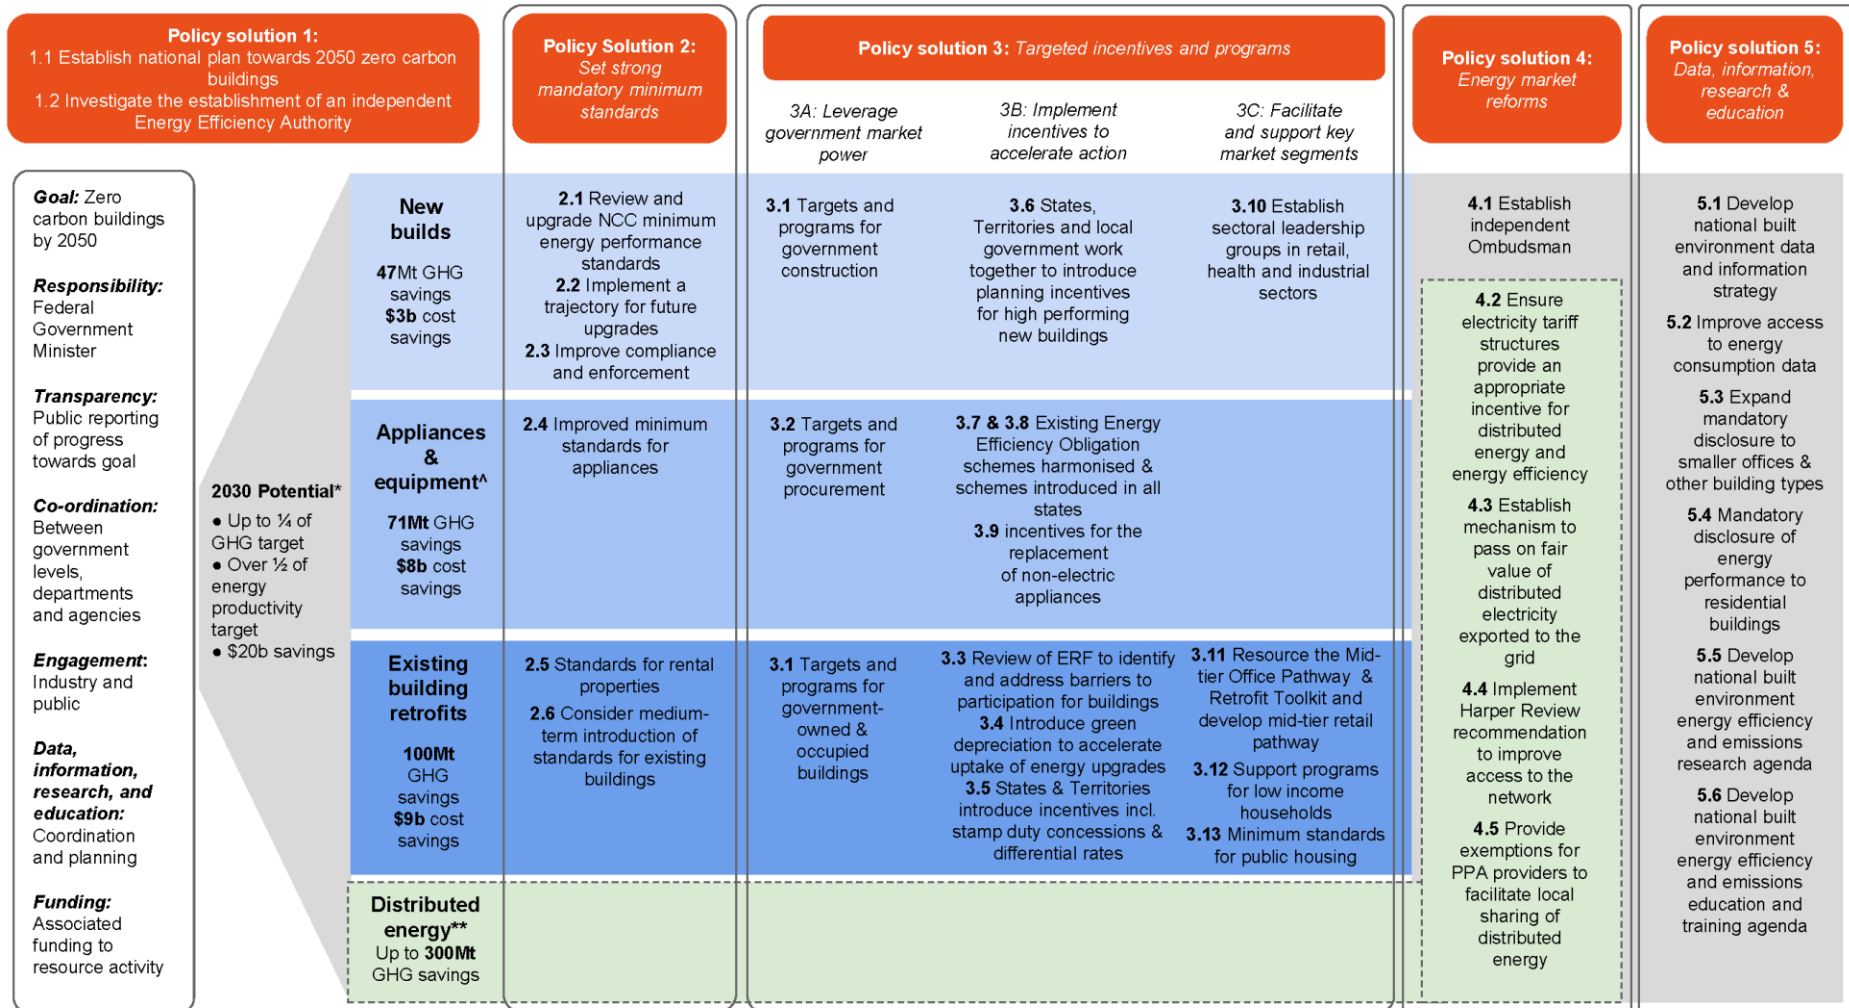 Policy solution 1:
1.1 Establish national plan towards 2050 zero carbon
buildings
1.2 Investigate the establishment of an independent
Energy Efficiency Authority
Policy Solution 2:
Set strong
mandatory minimum
standards
Policy solution 3: Targeted incentives and programs
3A: Leverage
government market
power
3B: Implement
incentives to
accelerate action
3C: Facilitate
and support key
market segments
Policy solution 4:
Energy market
reforms
Policy solution 5:
Data, information,
research &
education
Goal: Zero
carbon buildings
by 2050
Responsibility:
Federal
Government
Minister
Transparency:
Public reporting
of progress
towards goal
Co-ordination:
Between
government
levels,
departments
and agencies
Engagement:
Industry and
public
Data,
information,
research, and
education:
Coordination
and planning
Funding:
Associated
funding to
resource activity
2030 Potential*
● Up to ¼ of
GHG target
● Over ½ of
energy
productivity
target
● $20b savings
New
builds
47Mt GHG
savings
$3b cost
savings
2.1 Review and
upgrade NCC minimum
energy performance
standards
2.2 Implement a
trajectory for future
upgrades
2.3 Improve compliance
and enforcement
3.1 Targets and
programs for
government
construction
3.6 States,
Territories and local
government work
together to introduce
planning incentives
for high performing
new buildings
3.10 Establish
sectoral leadership
groups in retail,
health and industrial
sectors
Appliances
&
equipment^
71Mt GHG
savings
$8b cost
savings
2.4 Improved minimum
standards for
appliances
3.2 Targets and
programs for
government
procurement
3.7 & 3.8 Existing Energy
Efficiency Obligation
schemes harmonised &
schemes introduced in all
states
3.9 incentives for the
replacement
of non-electric
appliances
Existing
building
retrofits
100Mt
GHG
savings
$9b cost
savings
2.5 Standards for rental
properties
2.6 Consider medium-
term introduction of
standards for existing
buildings
3.1 Targets and
programs for
government-
owned &
occupied
buildings
3.3 Review of ERF to identify
and address barriers to
participation for buildings
3.4 Introduce green
depreciation to accelerate
uptake of energy upgrades
3.5 States & Territories
introduce incentives incl.
stamp duty concessions &
differential rates
3.11 Resource the Mid-
tier Office Pathway &
Retrofit Toolkit and
develop mid-tier retail
pathway
3.12 Support programs
for low income
households
3.13 Minimum standards
for public housing
Distributed
energy**
Up to 300Mt
GHG savings
4.1 Establish
independent
Ombudsman
4.2 Ensure
electricity tariff
structures
provide an
appropriate
incentive for
distributed
energy and
energy efficiency
4.3 Establish
mechanism to
pass on fair
value of
distributed
electricity
exported to the
grid
4.4 Implement
Harper Review
recommendation
to improve
access to the
network
4.5 Provide
exemptions for
PPA providers to
facilitate local
sharing of
distributed
energy
5.1 Develop
national built
environment data
and information
strategy
5.2 Improve access
to energy
consumption data
5.3 Expand
mandatory
disclosure to
smaller offices &
other building types
5.4 Mandatory
disclosure of
energy
performance to
residential
buildings
5.5 Develop
national built
environment
energy efficiency
and emissions
research agenda
5.6 Develop
national built
environment
energy efficiency
and emissions
education and
training agenda